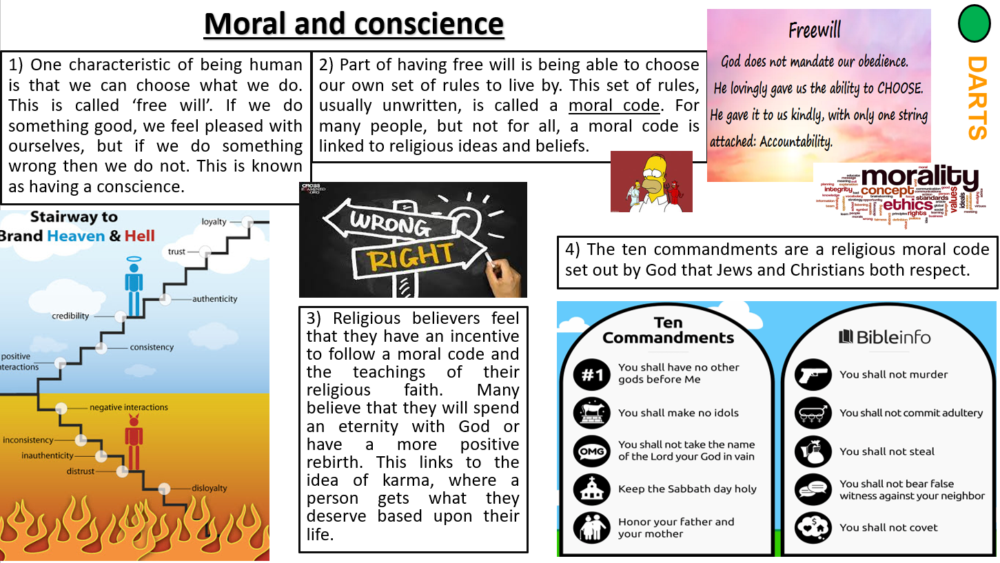 Moral and conscience
1) One characteristic of being human
is that we can choose what we do.
This is called ‘free will’. If we do
something good, we feel pleased with
ourselves, but if we do something
wrong then we do not. This is known
as having a conscience.
2) Part of having free will is being able to choose
our own set of rules to live by. This set of rules,
usually unwritten, is called a moral code. For
many people, but not for all, a moral code is
linked to religious ideas and beliefs.
Freewill
God does not mandate our obedience.
He lovingly gave us the ability to CHOOSE.
He gave it to us kindly, with only one string
attached: Accountability.
DARTS
morality
concept
integrity
ethics
standards
rights
values
ideals
Stairway to
Brand Heaven & Hell
loyalty
trust
authenticity
credibility
consistency
positive
nteractions
negative interactions
inconsistency
inauthenticity
distrust
disloyalty
CROSS
EXAMINED
.ORG
WRONG
RIGHT
3) Religious believers feel
that they have an incentive
to follow a moral code and
the teachings of their
religious faith. Many
believe that they will spend
an eternity with God or
have a more positive
rebirth. This links to the
idea of karma, where a
person gets what they
deserve based upon their
life.
4) The ten commandments are a religious moral code
set out by God that Jews and Christians both respect.
Ten
Commandments
#1
You shall have no other
gods before Me
You shall make no idols
OMG
You shall not take the name
of the Lord your God in vain
Keep the Sabbath day holy
Honor your father and
your mother
Bibleinfo
You shall not murder
You shall not commit adultery
You shall not steal
You shall not bear false
witness against your neighbor
You shall not covet